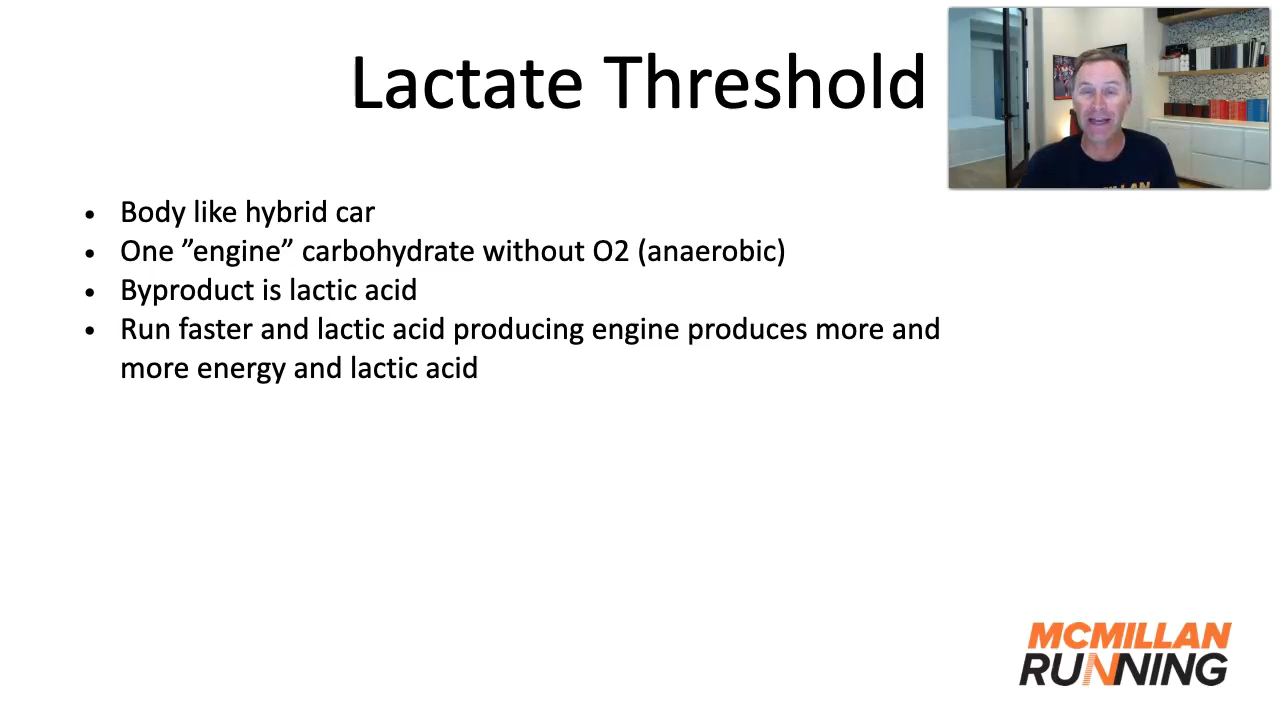 Lactate Threshold
• Body like hybrid car
• One ”engine” carbohydrate without O2 (anaerobic)
• Byproduct is lactic acid
• Run faster and lactic acid producing engine produces more and
more energy and lactic acid
MCMILLAN
RUNNING